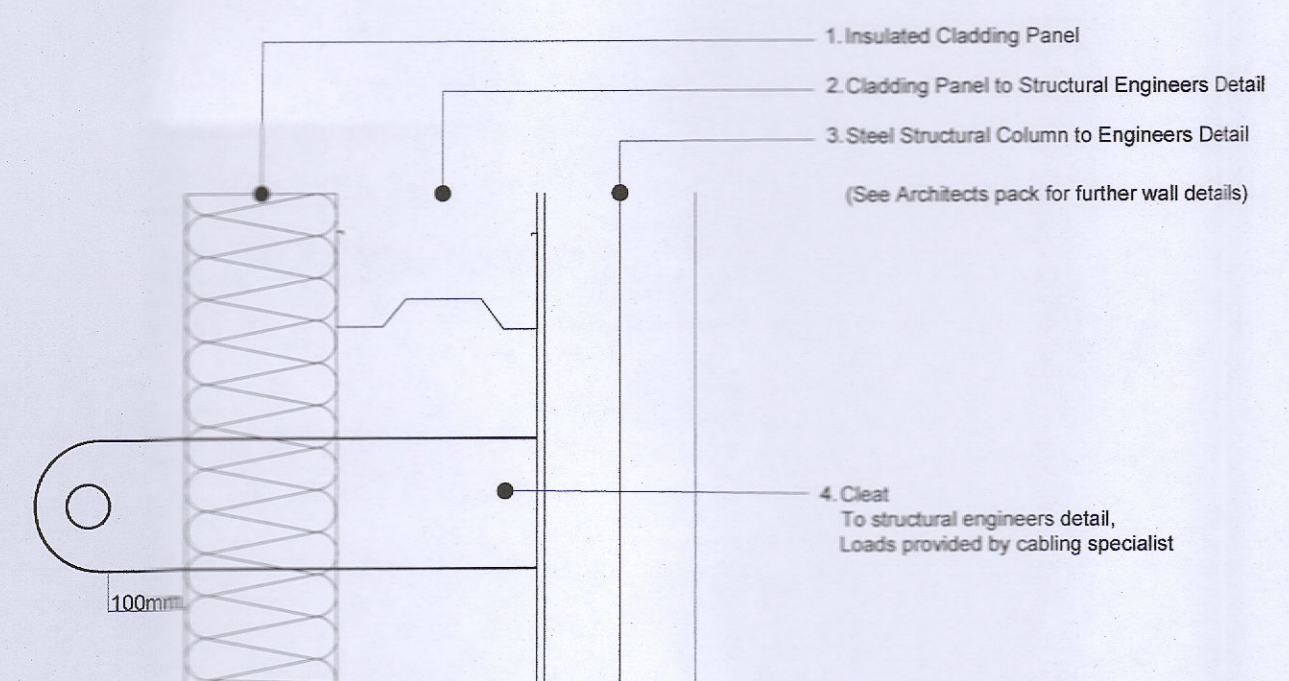 1. Insulated Cladding Panel
2. Cladding Panel to Structural Engineers Detail
3. Steel Structural Column to Engineers Detail
(See Architects pack for further wall details)
4. Cleat
To structural engineers detail,
Loads provided by cabling specialist
100mm